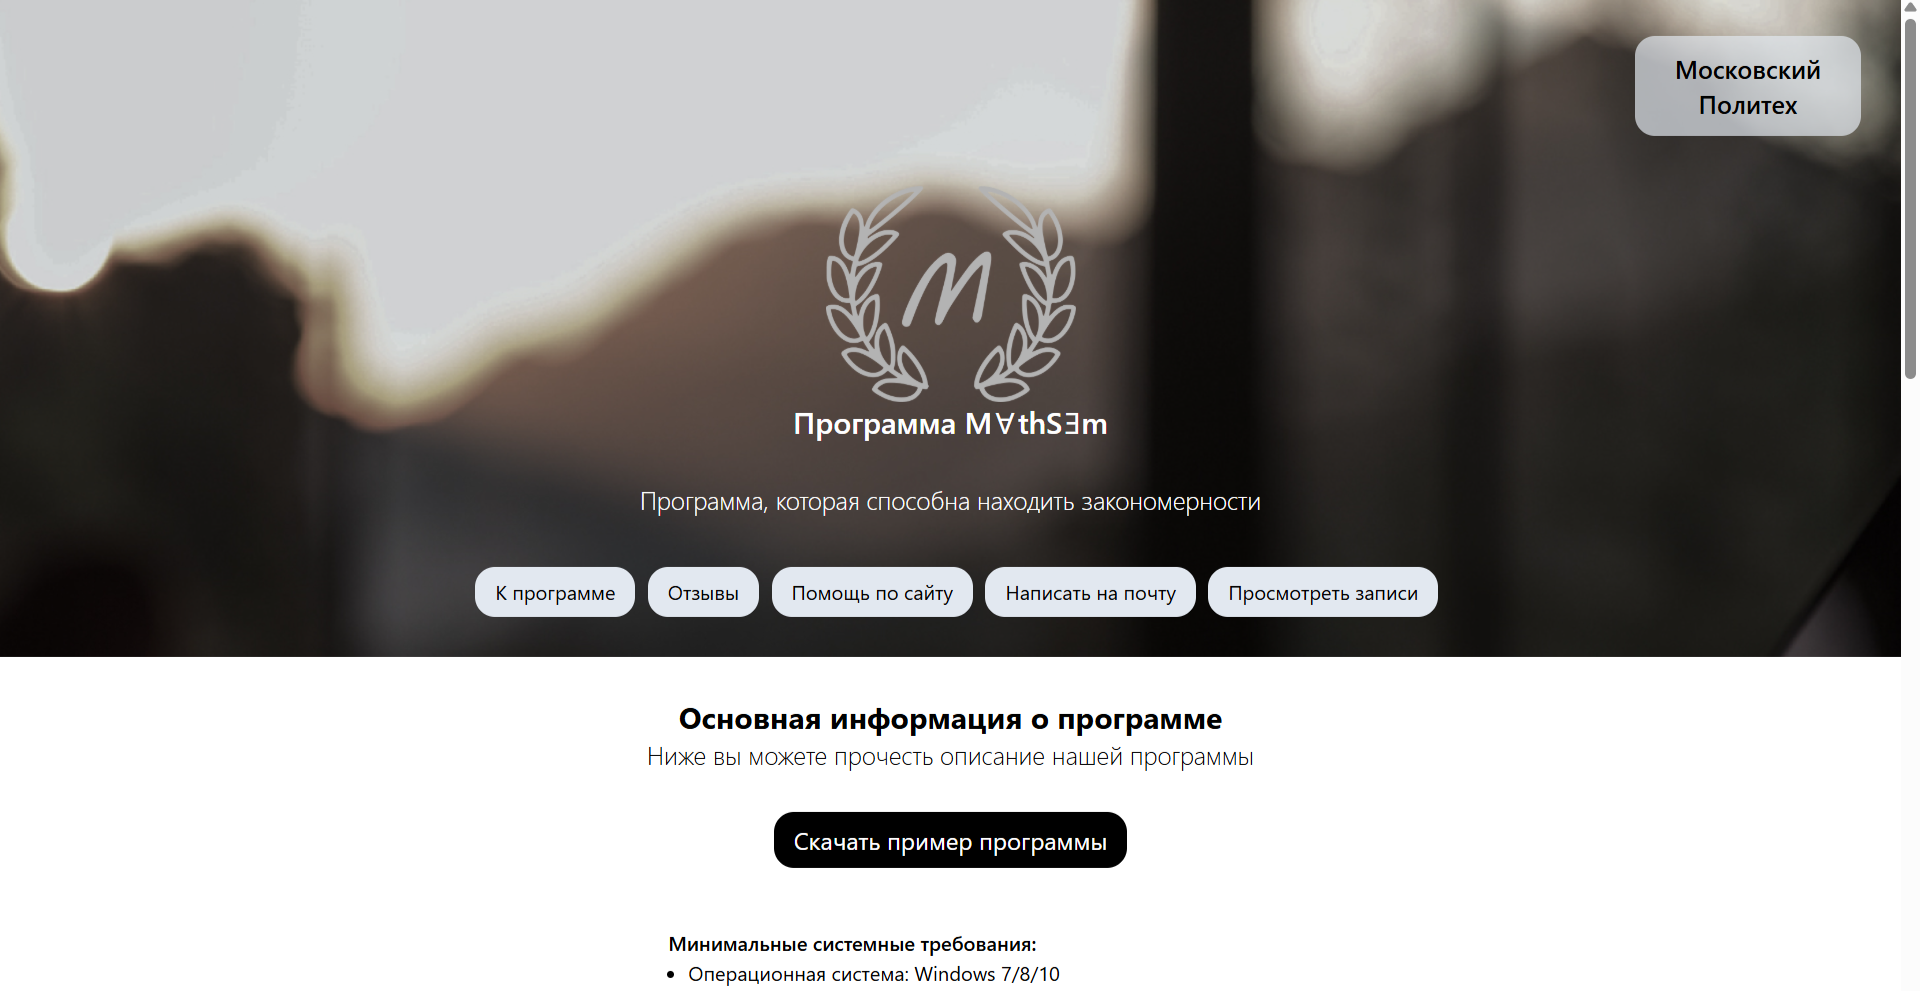 Московский
Политех
M
Программа M∀thSƎm
Программа, которая способна находить закономерности
К программе
Отзывы
Помощь по сайту
Написать на почту
Просмотреть записи
Основная информация о программе
Ниже вы можете прочесть описание нашей программы
Скачать пример программы
Минимальные системные требования:
• Операционная система: Windows 7/8/10